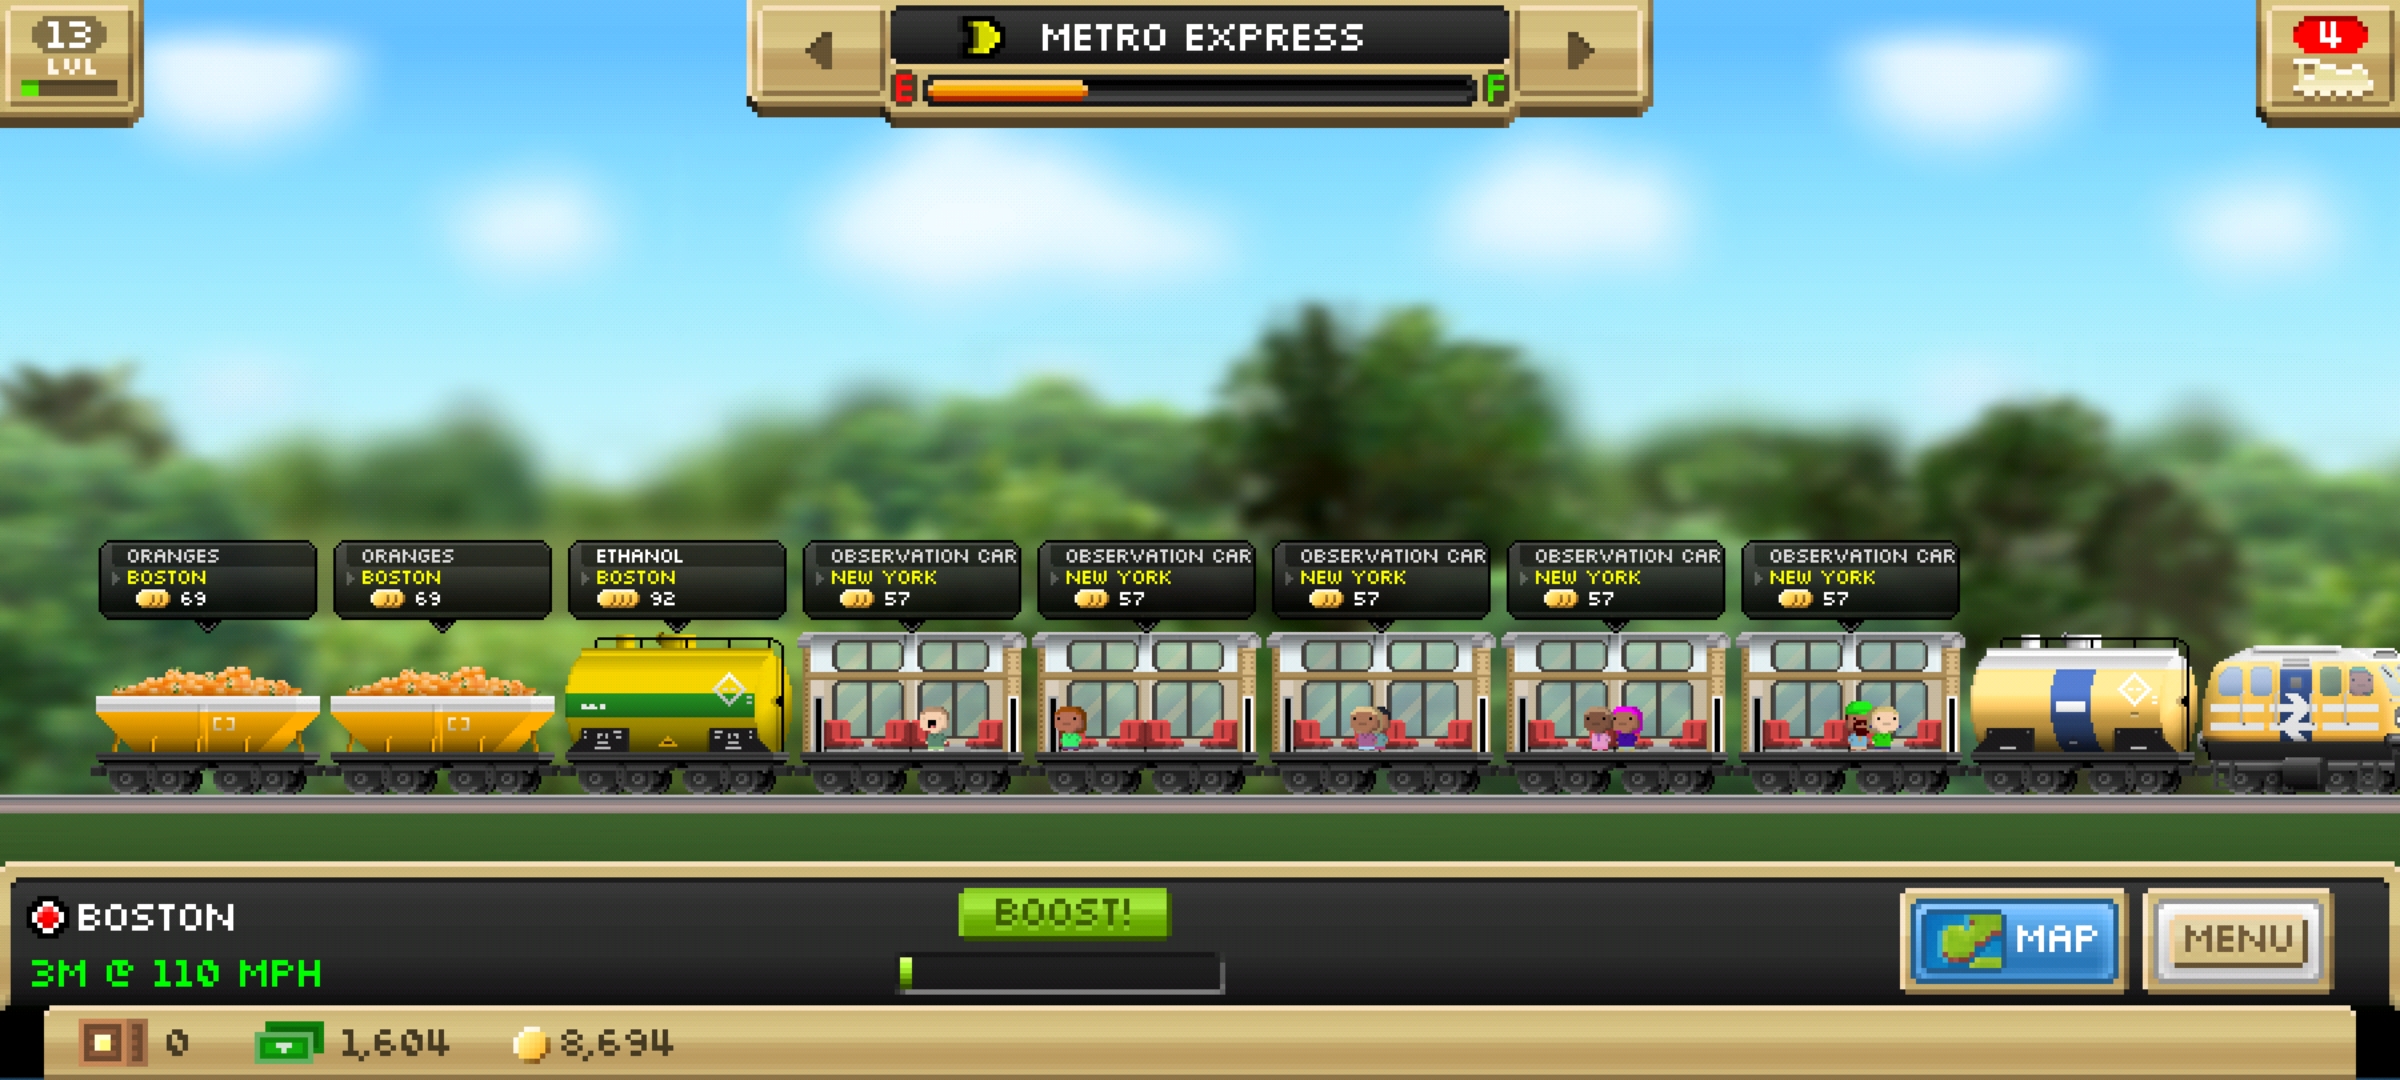 13
LVL
METRO EXPRESS
E F
4
ORANGES
BOSTON
69
ORANGES
BOSTON
69
ETHANOL
BOSTON
92
OBSERVATION CAR
NEW YORK
57
OBSERVATION CAR
NEW YORK
57
OBSERVATION CAR
NEW YORK
57
OBSERVATION CAR
NEW YORK
57
OBSERVATION CAR
NEW YORK
57
BOSTON
3M @ 110 MPH
BOOST!
MAP
MENU
0 1,604 8,694